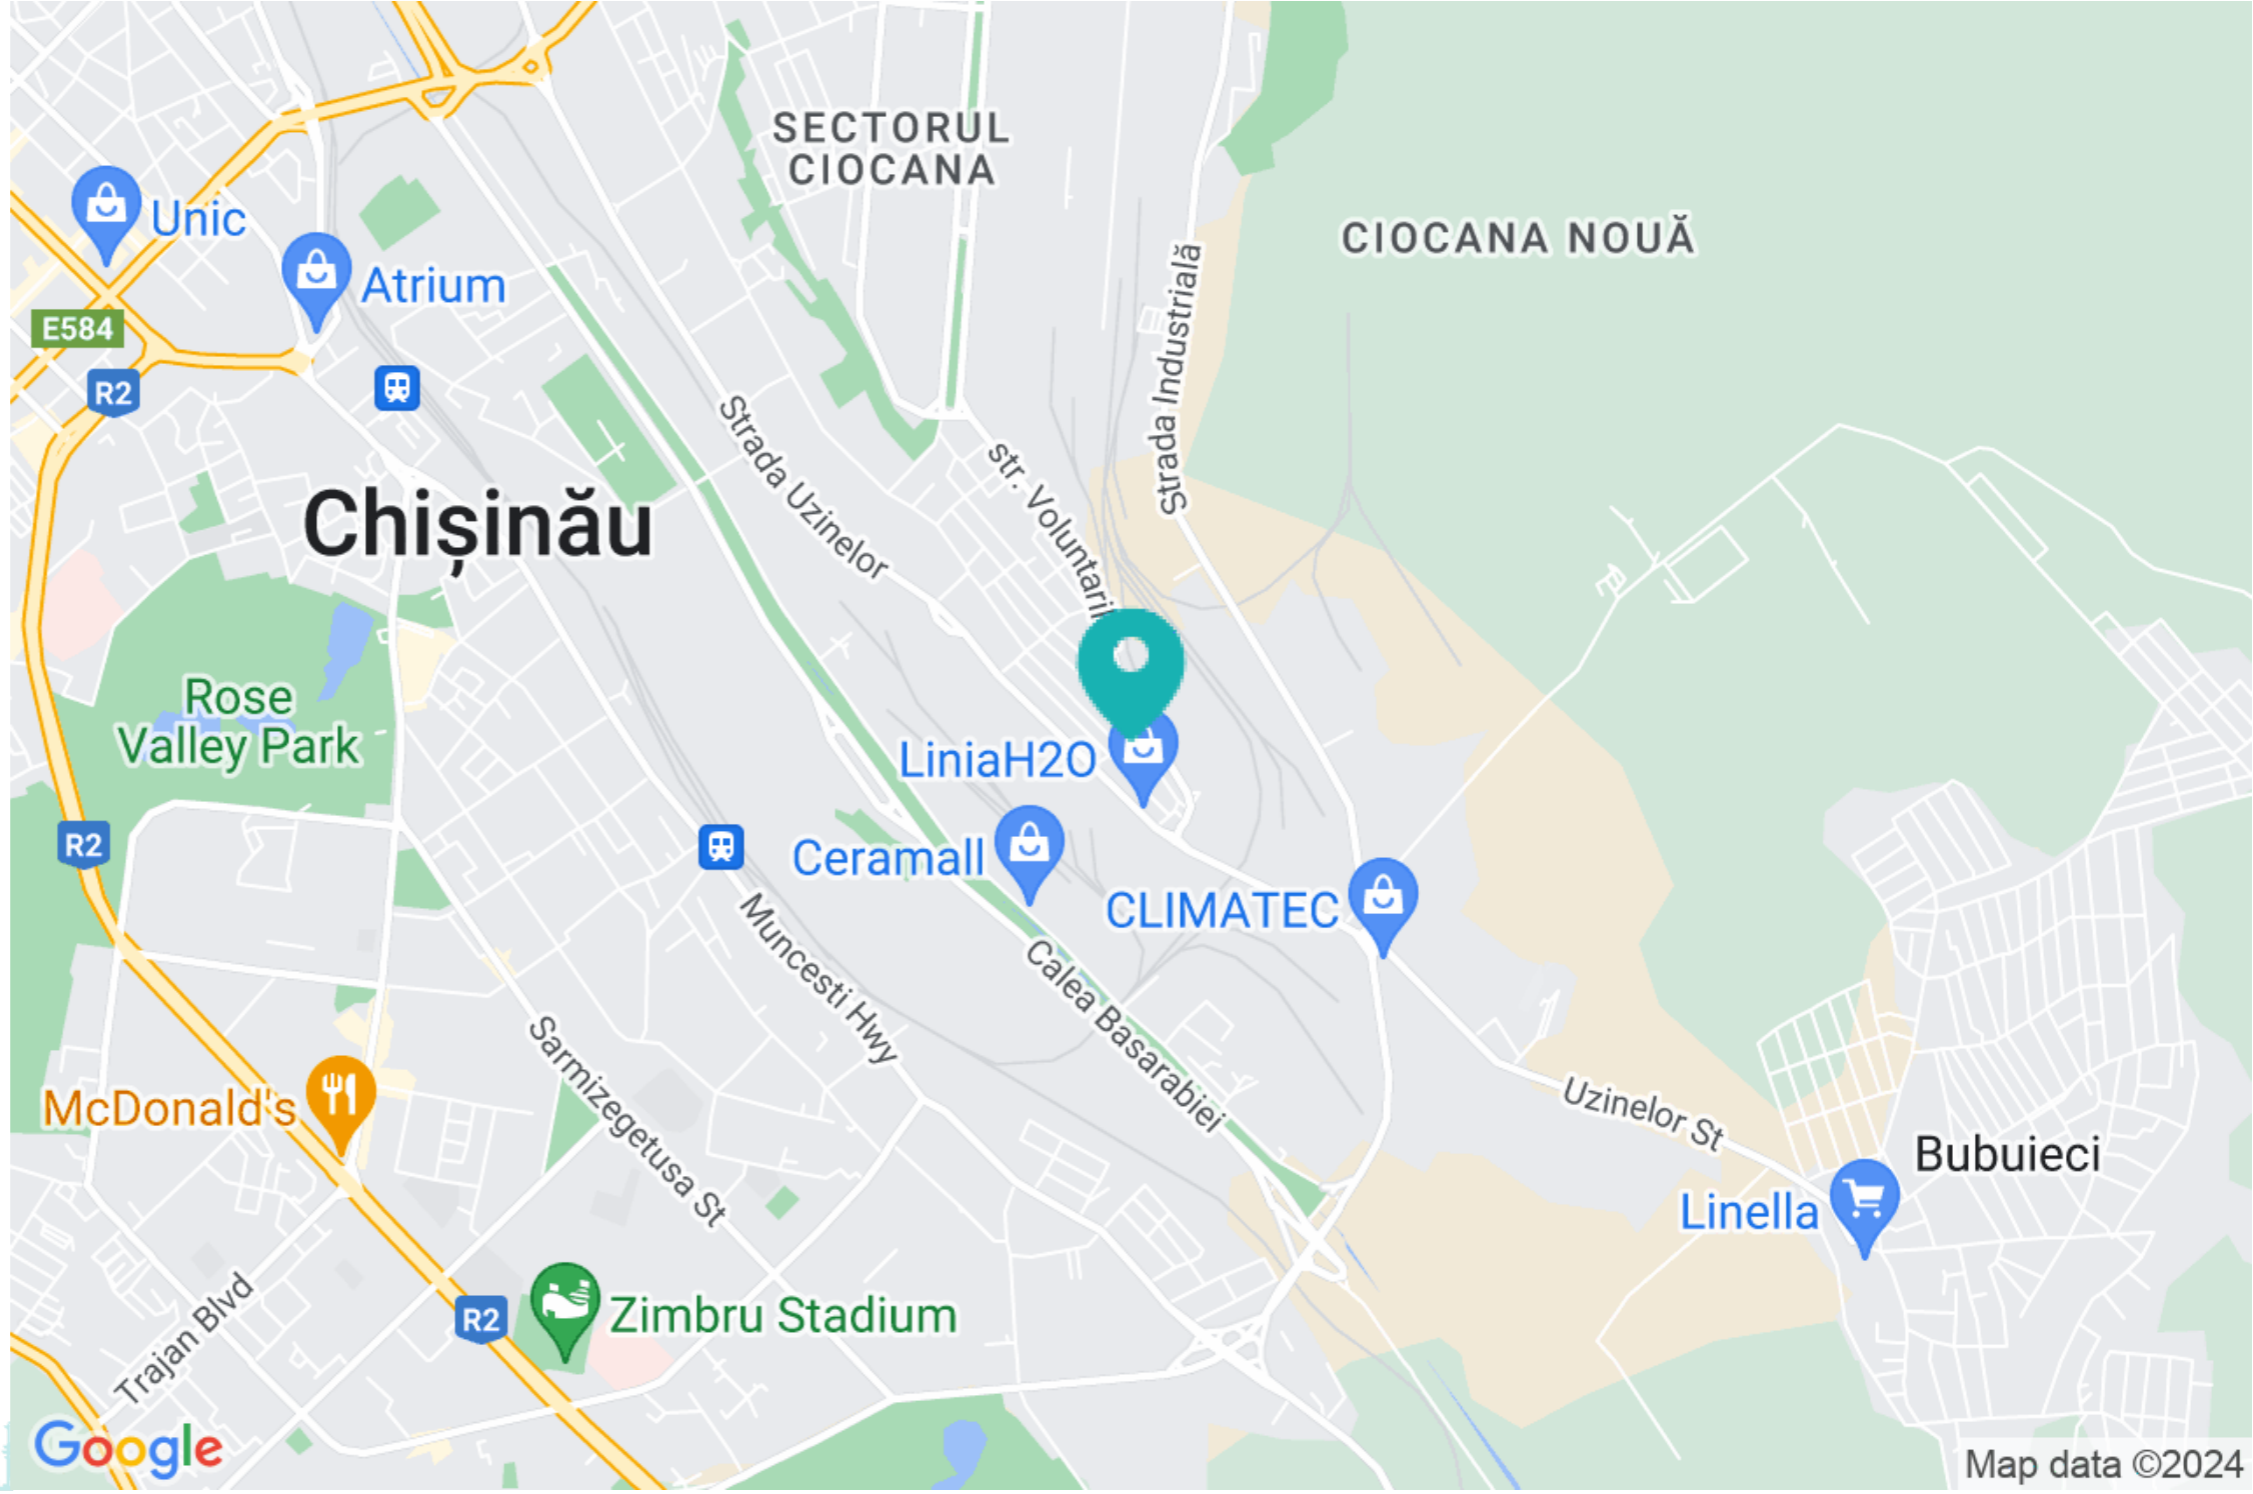 SECTORUL
CIOCANA
CIOCANA NOUĂ
Unic
Atrium
E584
R2
Strada Industrială
Strada Uzinelor
str. Voluntarii
Chișinău
Rose
Valley Park
LiniaH2O
R2
Ceramall
CLIMATEC
Muncesti Hwy
Calea Basarabiei
Sarmizegetusa St
McDonald's
Uzinelor St
Bubuieci
Linella
Trajan Blvd
R2
Zimbru Stadium
Google
Map data ©2024